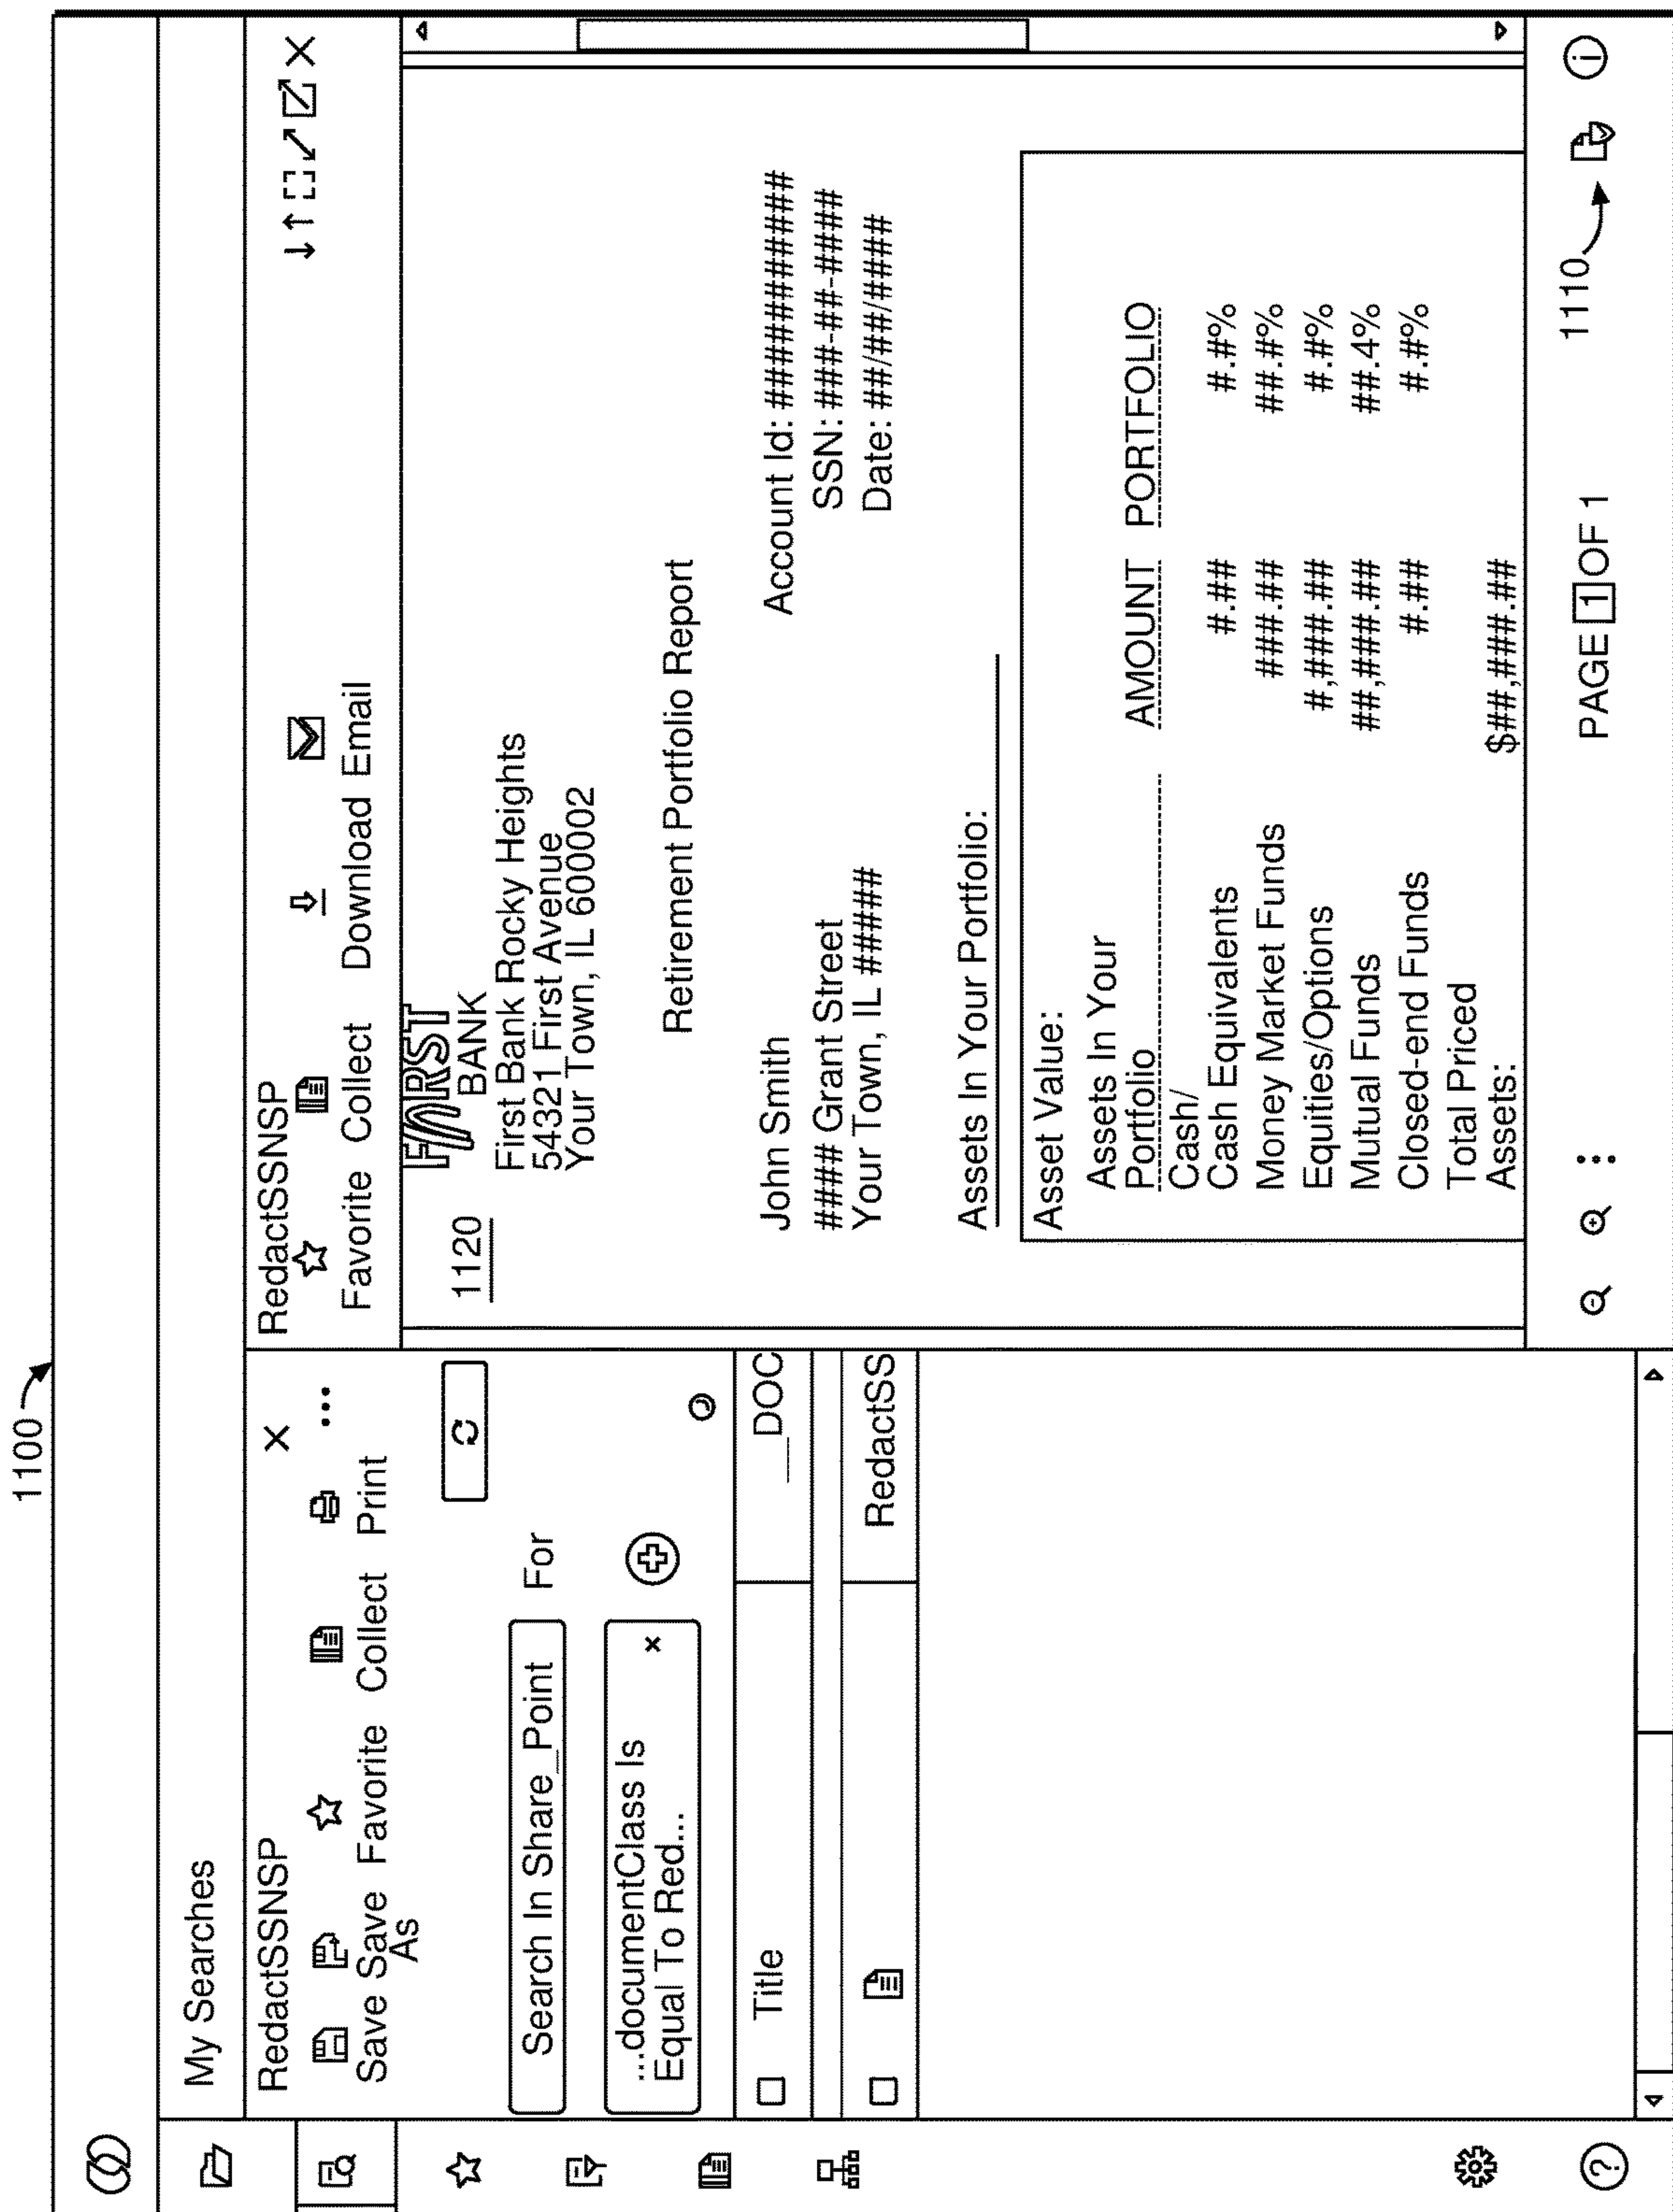 1100
My Searches
RedactSSNSP
Save Save Favorite Collect Print
As
Search In Share_Point For
...documentClass Is
Equal To Red...
Title
_DOC
RedactSS
RedactSSNSP
Favorite Collect Download Email
1120
FIRST
BANK
First Bank Rocky Heights
54321 First Avenue
Your Town, IL 600002
Retirement Portfolio Report
John Smith
#### Grant Street
Your Town, IL #####
Account Id: ############
SSN: ###-##-####
Date: ##/##/####
Assets In Your Portfolio:
Asset Value:
Assets In Your
Portfolio AMOUNT PORTFOLIO
Cash/
Cash Equivalents #.## #.#%
Money Market Funds ###.## ##.#%
Equities/Options #,###.## #.#%
Mutual Funds ##,###.## ##.4%
Closed-end Funds #.## #.#%
Total Priced
Assets: $##,###.##
PAGE 1 OF 1
1110